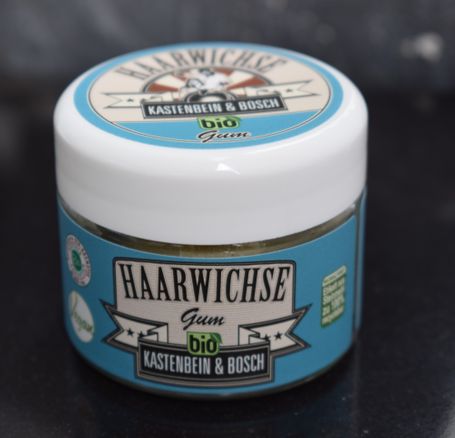 HAARWICHSE
KASTENBEIN & BOSCH
bio
Gum
HAARWICHSE
Gum
bio
KASTENBEIN & BOSCH
Vegan